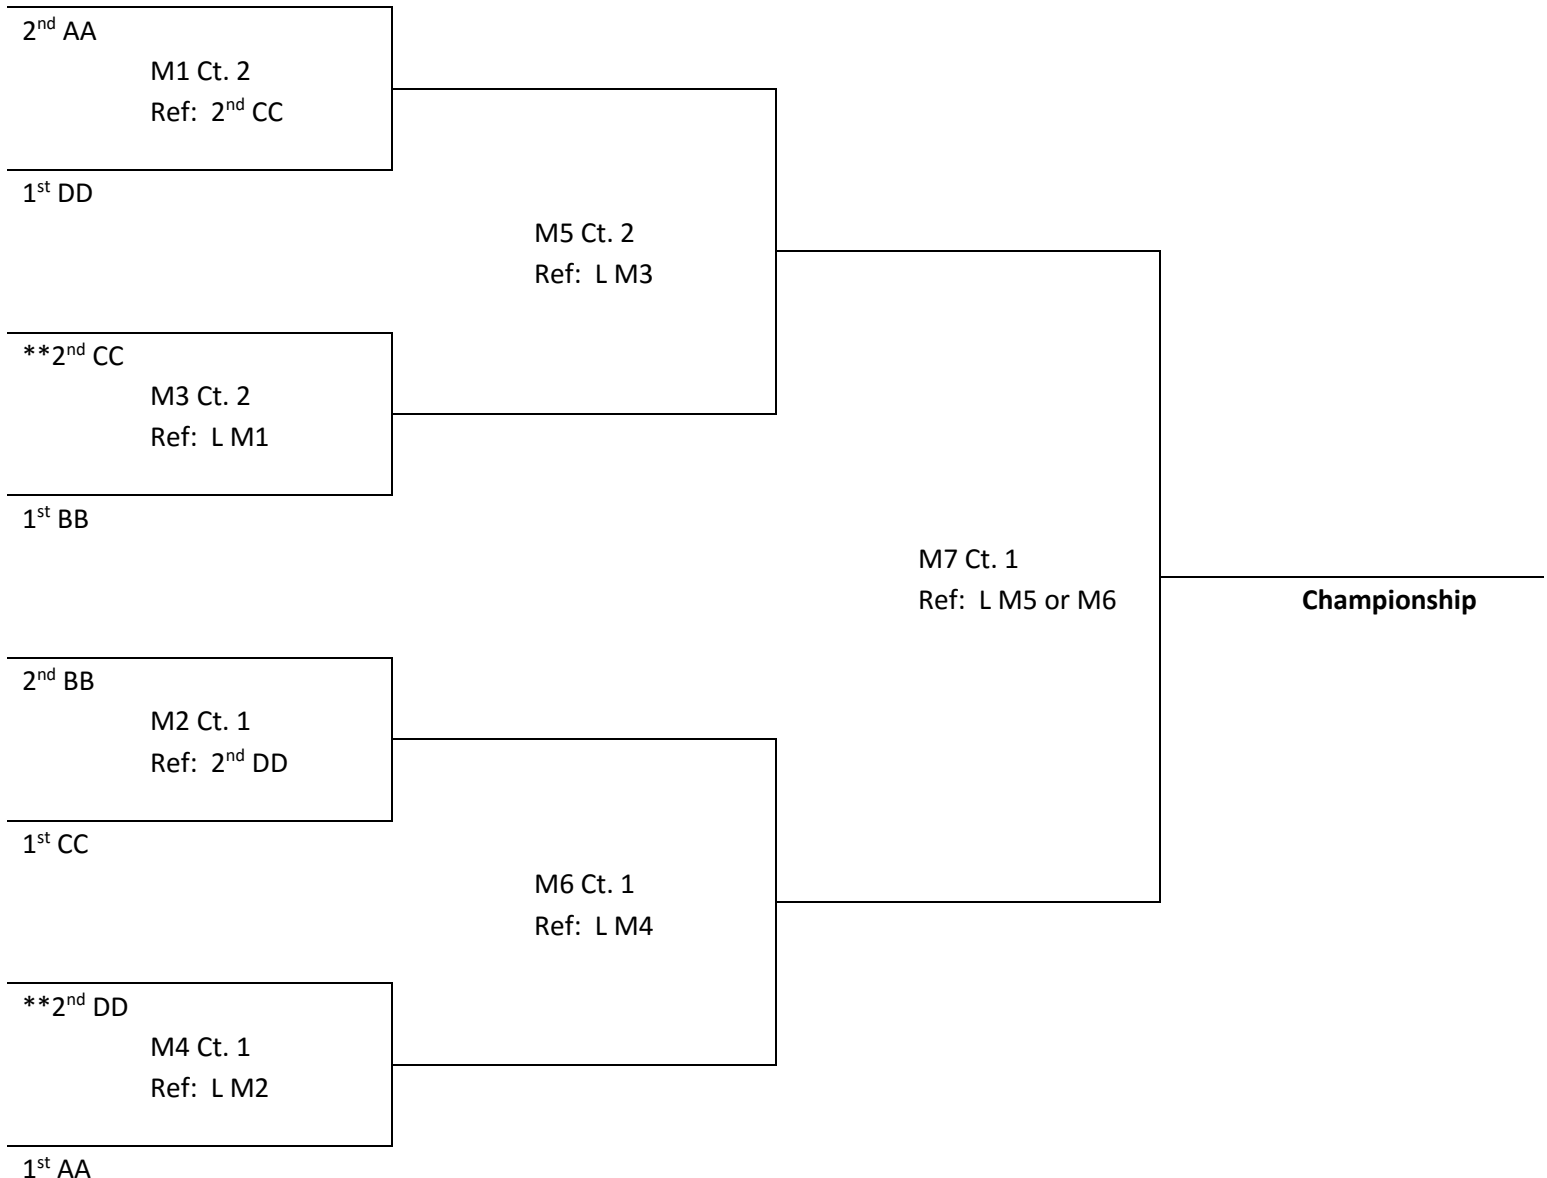 2nd AA
M1 Ct. 2
Ref: 2nd CC
1st DD
M5 Ct. 2
Ref: L M3
**2nd CC
M3 Ct. 2
Ref: L M1
1st BB
M7 Ct. 1
Ref: L M5 or M6
Championship
2nd BB
M2 Ct. 1
Ref: 2nd DD
1st CC
M6 Ct. 1
Ref: L M4
**2nd DD
M4 Ct. 1
Ref: L M2
1st AA